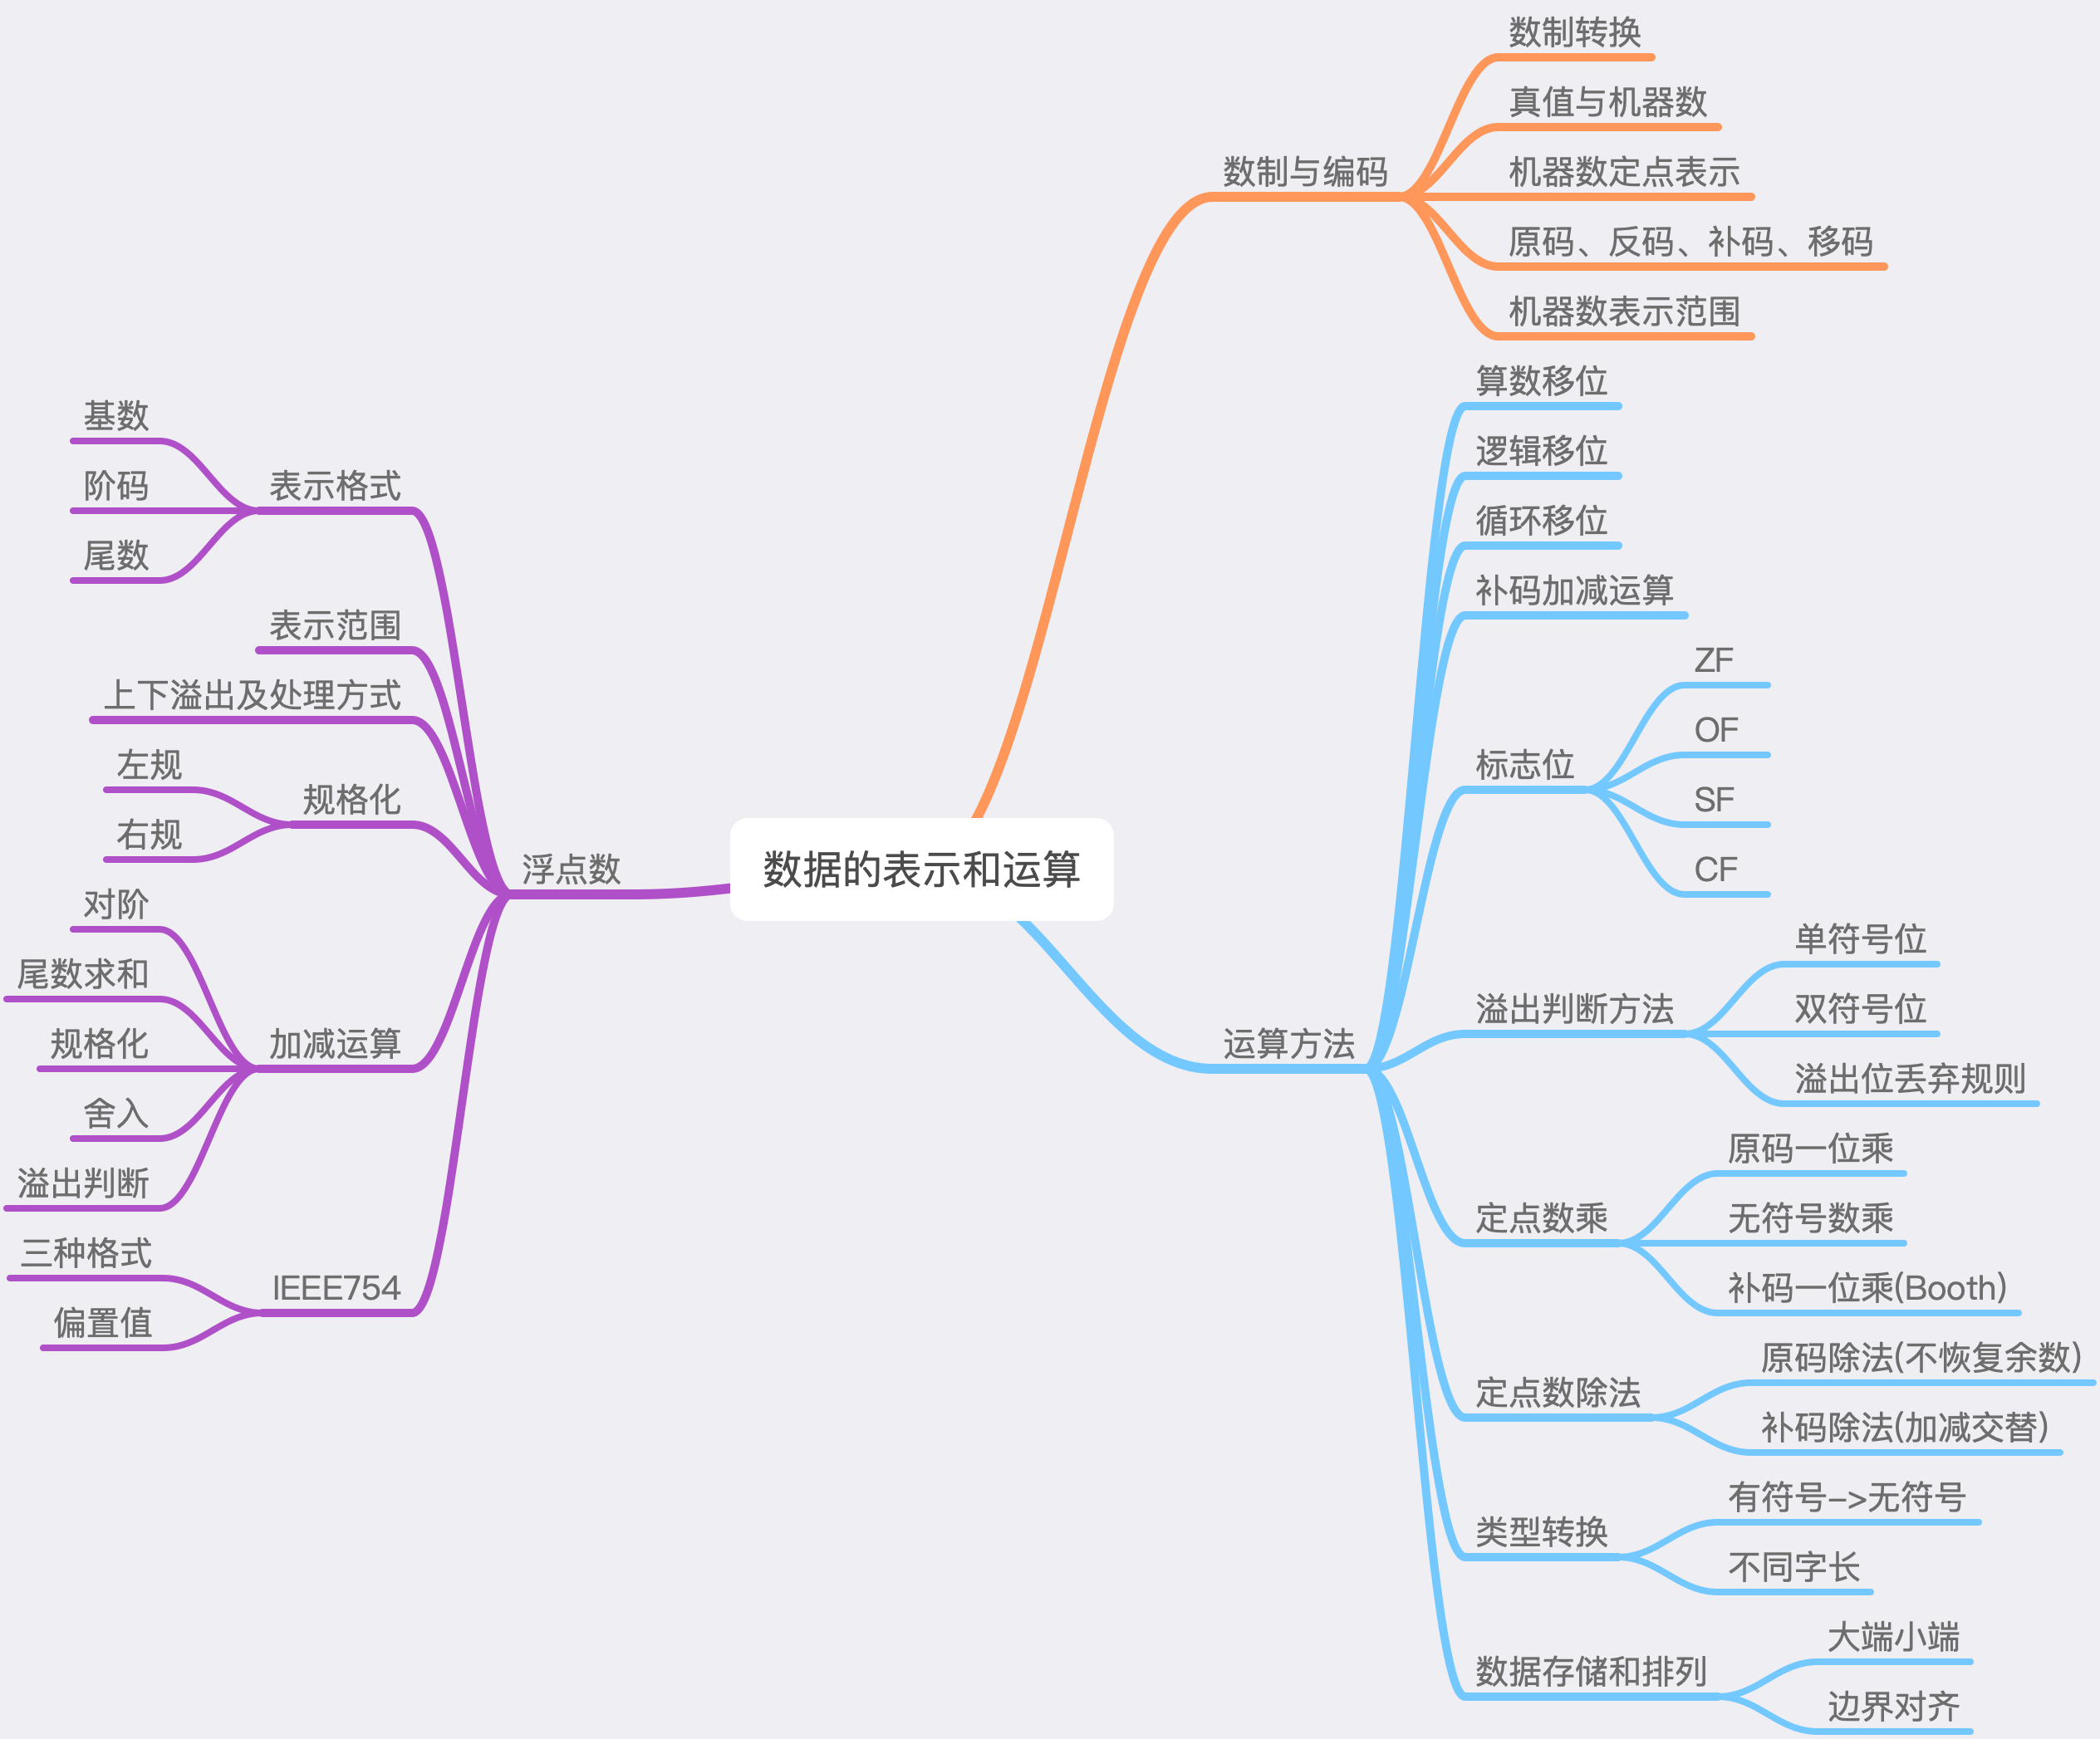 数据的表示和运算
数制与编码
数制转换
真值与机器数
机器数定点表示
原码、反码、补码、移码
机器数表示范围
运算方法
算数移位
逻辑移位
循环移位
补码加减运算
标志位
ZF
OF
SF
CF
溢出判断方法
单符号位
双符号位
溢出位丢弃规则
定点数乘
原码一位乘
无符号数乘
补码一位乘(Booth)
定点数除法
原码除法(不恢复余数)
补码除法(加减交替)
类型转换
有符号->无符号
不同字长
数据存储和排列
大端小端
边界对齐
浮点数
表示格式
基数
阶码
尾数
表示范围
上下溢出及处理方式
规格化
左规
右规
加减运算
对阶
尾数求和
规格化
舍入
溢出判断
IEEE754
三种格式
偏置值